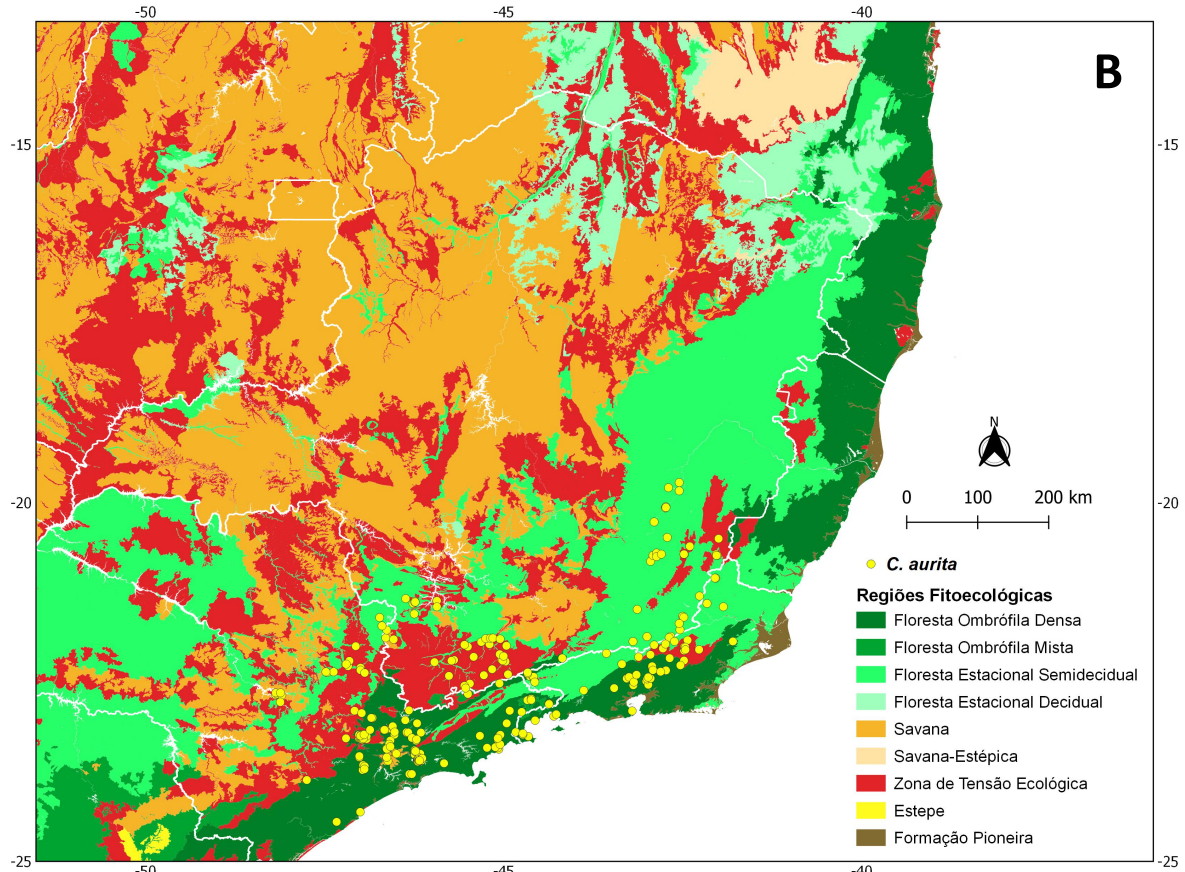 -50
-45
-40
B
-15
-15
N
-20
-20
0
100
200 km
C. aurita
Regiões Fitoecológicas
Floresta Ombrófila Densa
Floresta Ombrófila Mista
Floresta Estacional Semidecidual
Floresta Estacional Decidual
Savana
Savana-Estépica
Zona de Tensão Ecológica
Estepe
Formação Pioneira
-25
-25
-50
-45
-40